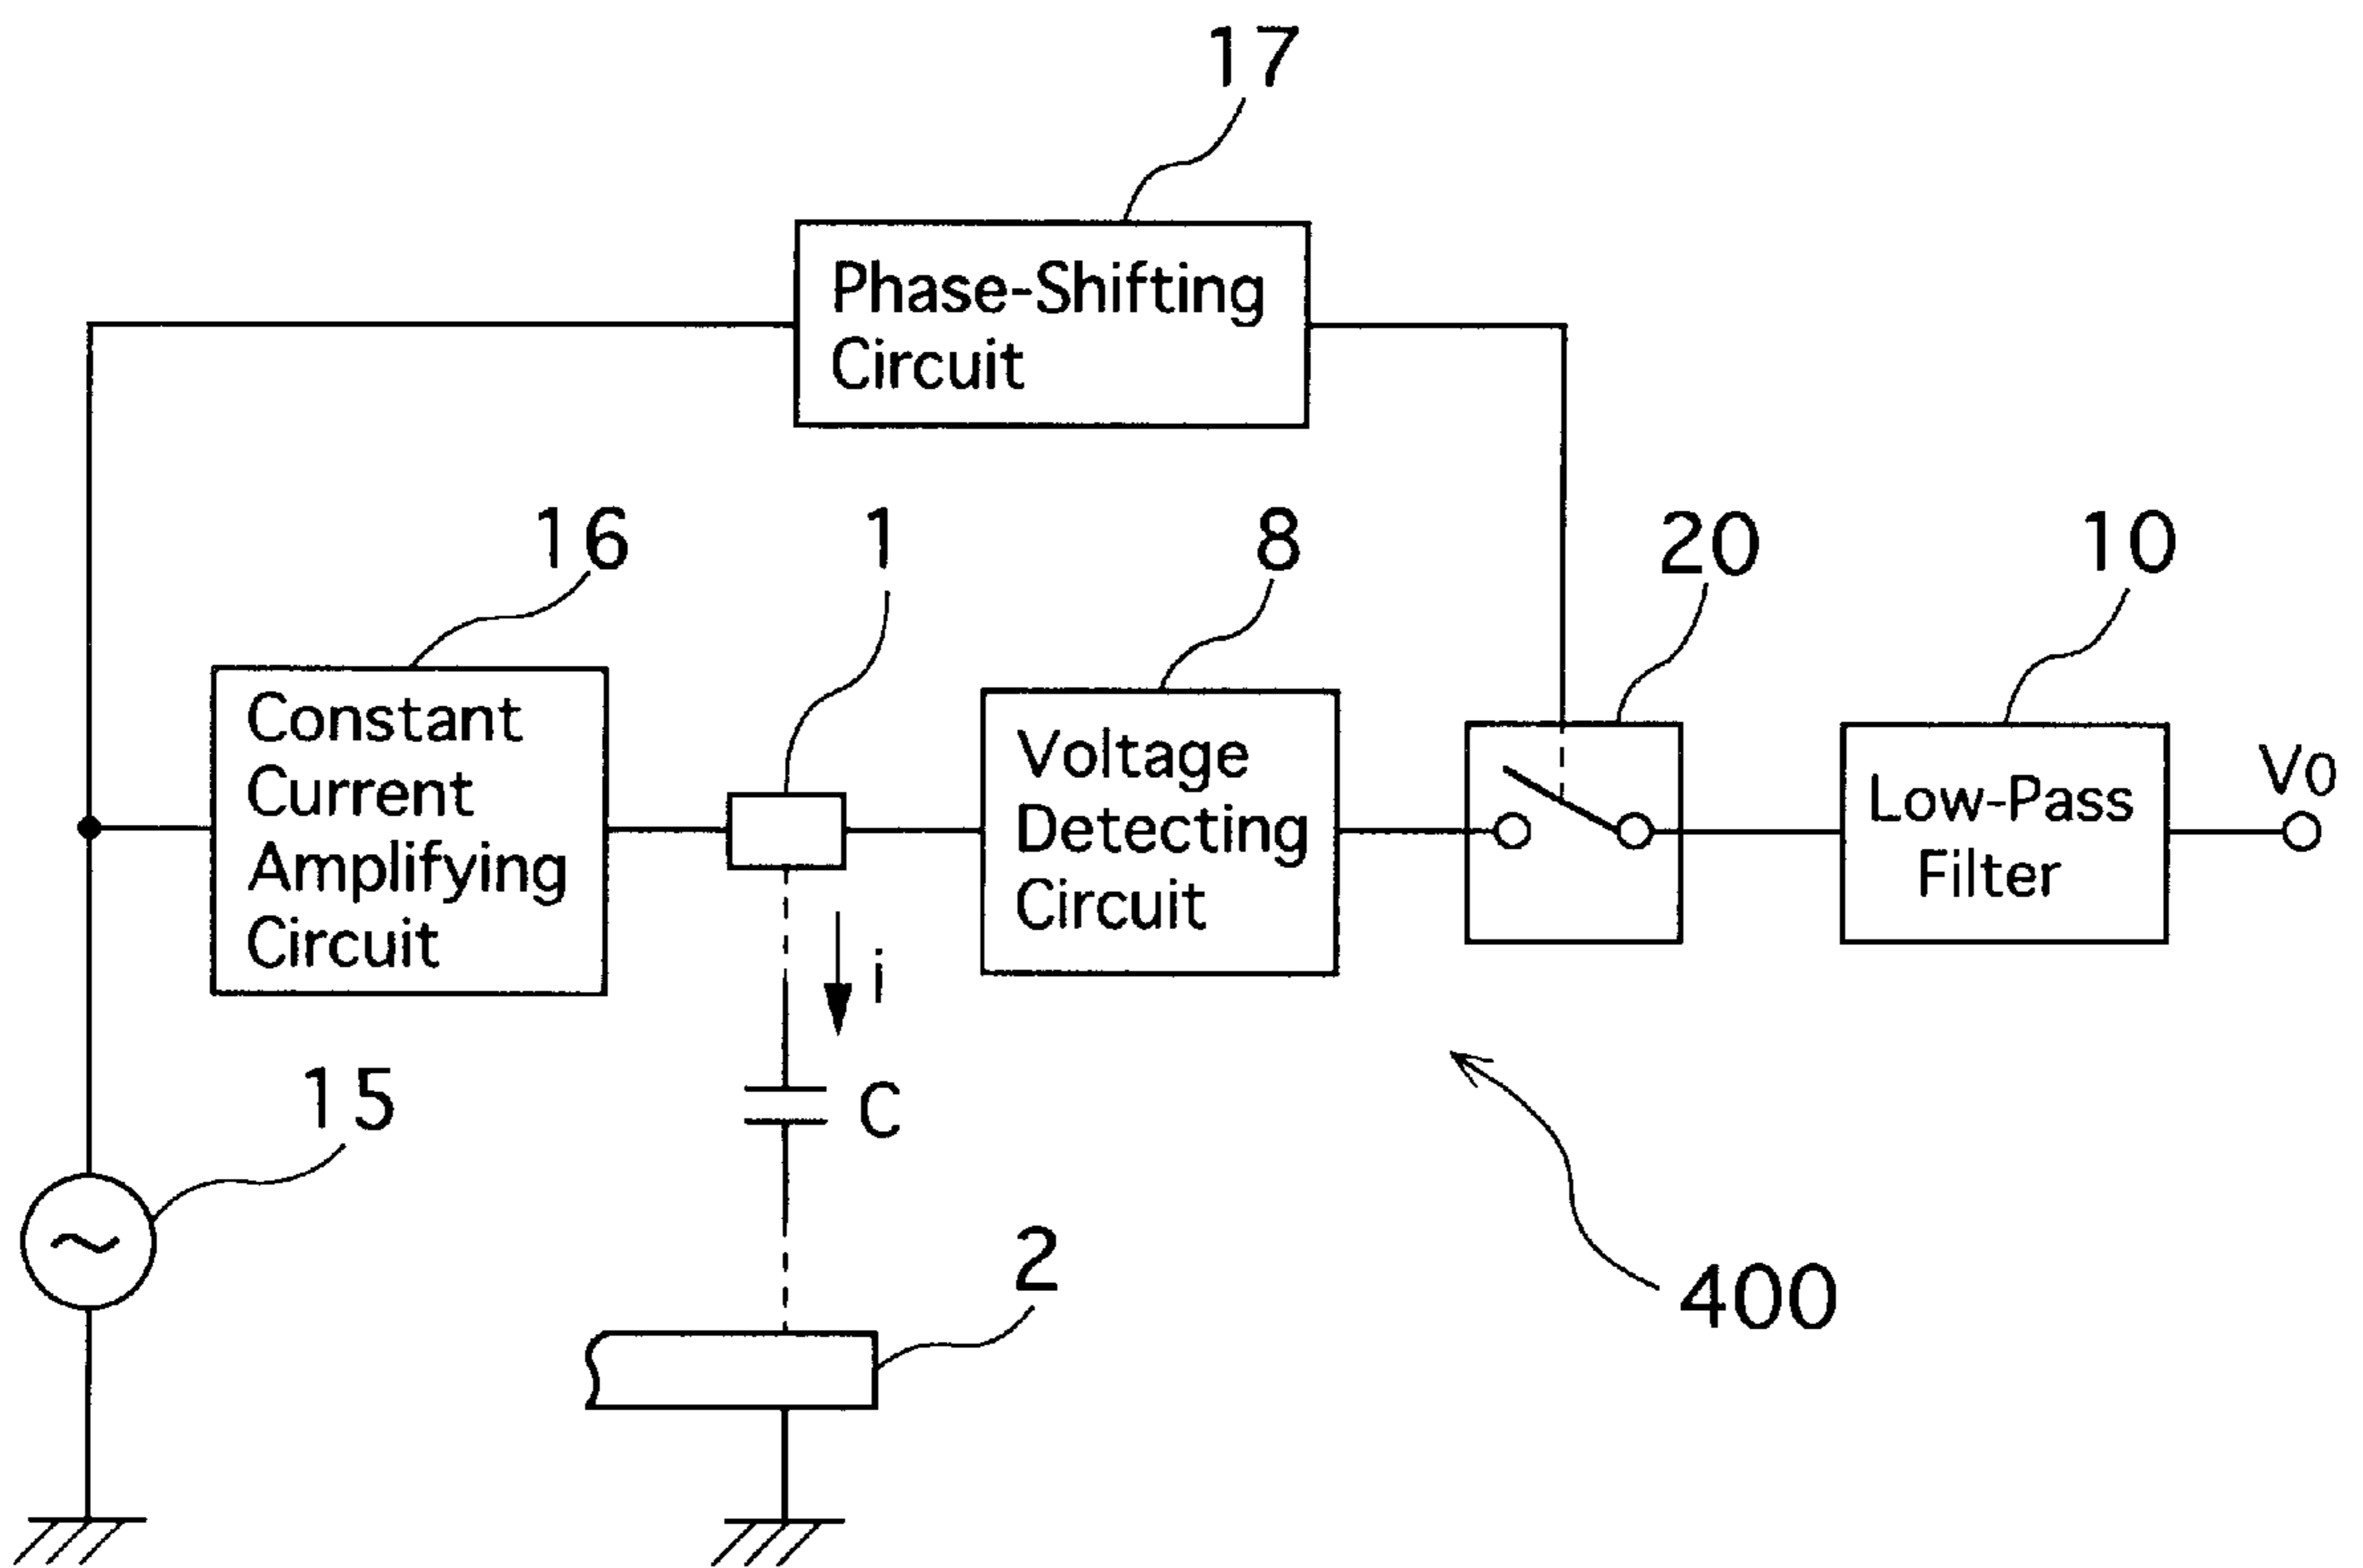 17
Phase-Shifting
Circuit
16
1
8
20
10
Constant
Current
Amplifying
Circuit
Voltage
Detecting
Circuit
Low-Pass
Filter
Vo
i
C
15
2
400